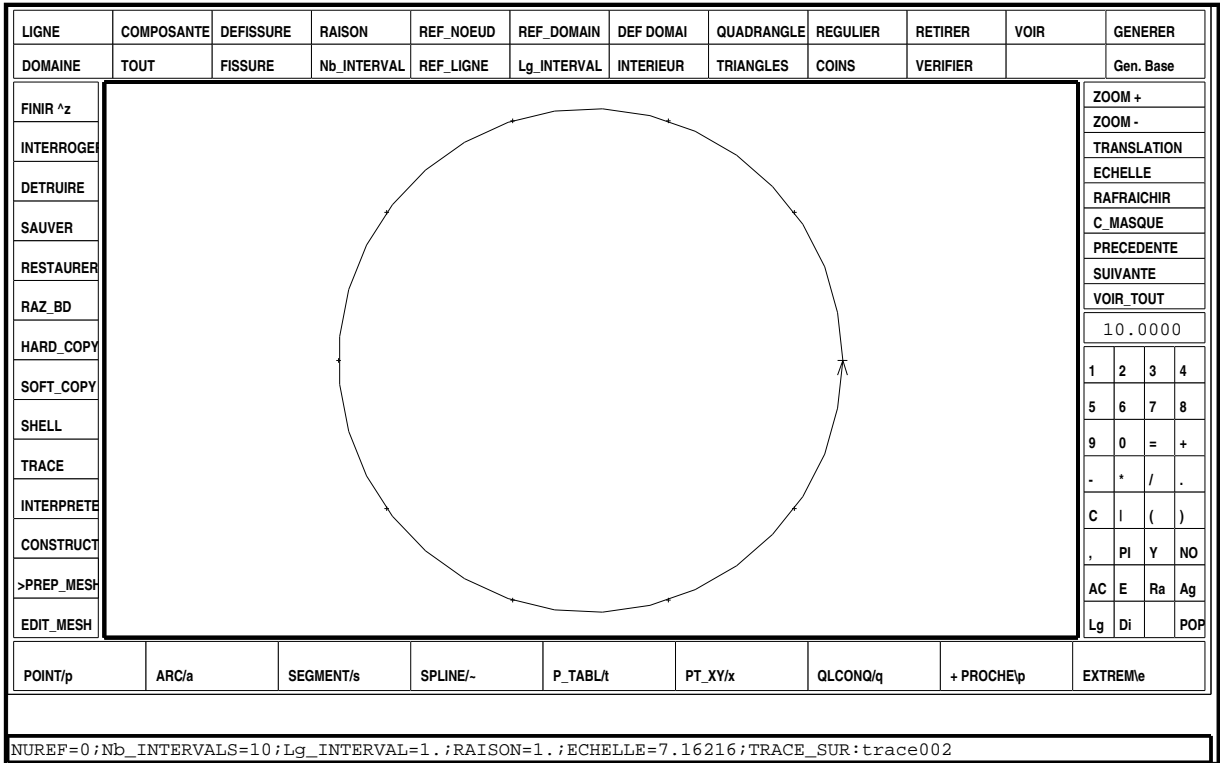 LIGNE COMPOSANTE DEFISSURE RAISON REF_NOEUD REF_DOMAIN DEF DOMAI QUADRANGLE REGULIER RETIRER VOIR GENERER
DOMAINE TOUT FISSURE Nb_INTERVAL REF_LIGNE Lg_INTERVAL INTERIEUR TRIANGLES COINS VERIFIER Gen. Base
FINIR ^z
INTERROGER
DETRUIRE
SAUVER
RESTAURER
RAZ_BD
HARD_COPY
SOFT_COPY
SHELL
TRACE
INTERPRETE
CONSTRUCT
>PREP_MESH
EDIT_MESH
ZOOM +
ZOOM -
TRANSLATION
ECHELLE
RAFRAICHIR
C_MASQUE
PRECEDENTE
SUIVANTE
VOIR_TOUT
10.0000
1 2 3 4
5 6 7 8
9 0 = +
- * / .
C | ( )
, PI Y NO
AC E Ra Ag
Lg Di POP
POINT/p ARC/a SEGMENT/s SPLINE/~ P_TABL/t PT_XY/x QLCONQ/q + PROCHE\p EXTREM\e
NUREF=0;Nb_INTERVALS=10;Lg_INTERVAL=1.;RAISON=1.;ECHELLE=7.16216;TRACE_SUR:trace002